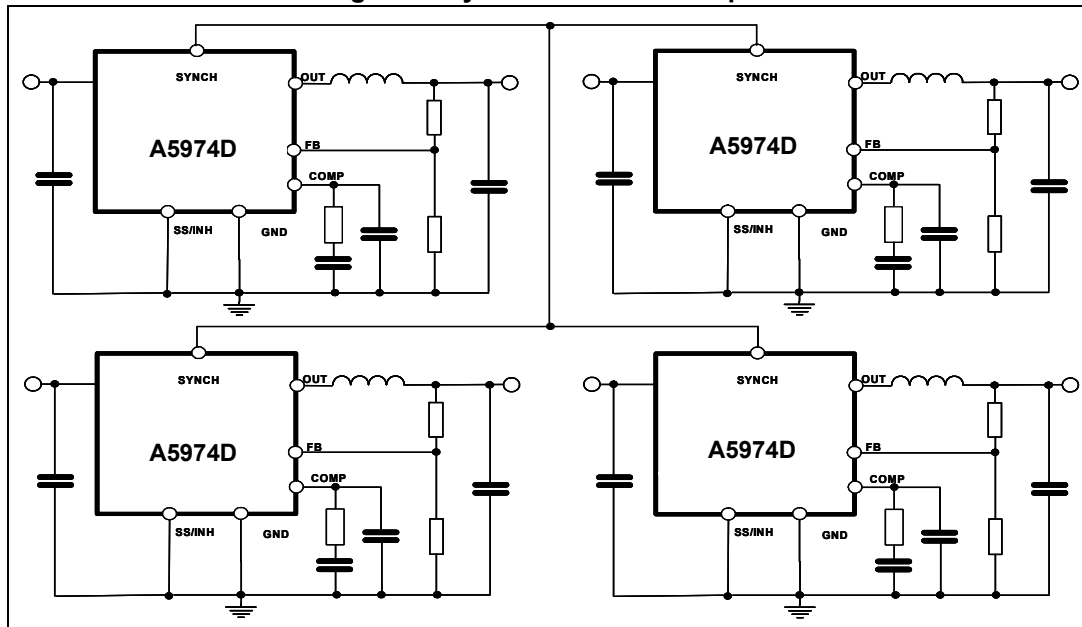 SYNCH
OUT
A5974D
FB
COMP
SS/INH
GND
SYNCH
OUT
A5974D
FB
COMP
SS/INH
GND
SYNCH
OUT
A5974D
FB
COMP
SS/INH
GND
SYNCH
OUT
A5974D
FB
COMP
SS/INH
GND